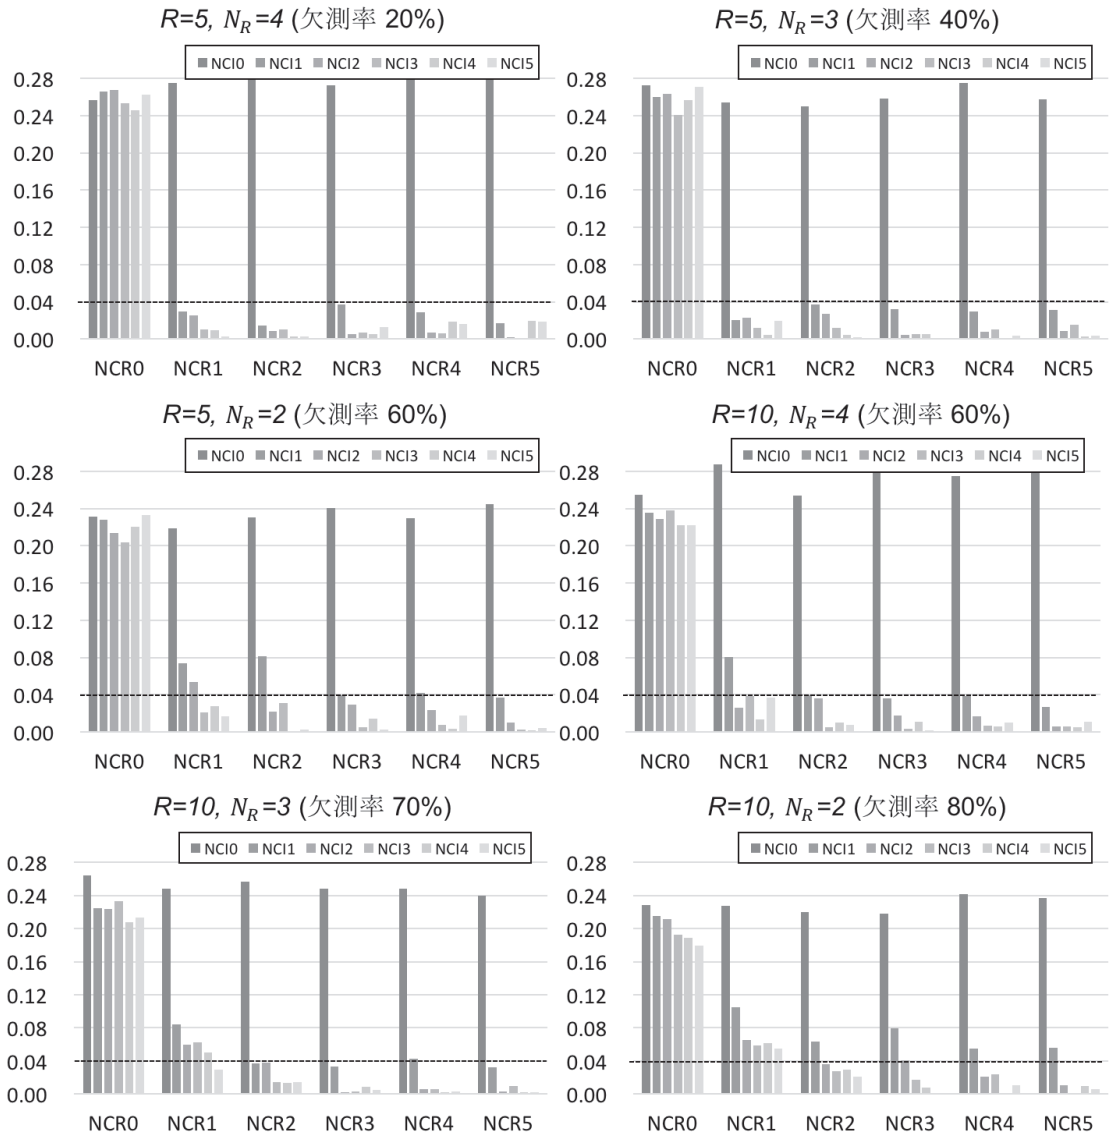 R=5, N_R=4 (欠測率 20%)
NCI0 NCI1 NCI2 NCI3 NCI4 NCI5
0.28
0.24
0.20
0.16
0.12
0.08
0.04
0.00
NCR0 NCR1 NCR2 NCR3 NCR4 NCR5
R=5, N_R=3 (欠測率 40%)
NCI0 NCI1 NCI2 NCI3 NCI4 NCI5
0.28
0.24
0.20
0.16
0.12
0.08
0.04
0.00
NCR0 NCR1 NCR2 NCR3 NCR4 NCR5
R=5, N_R=2 (欠測率 60%)
NCI0 NCI1 NCI2 NCI3 NCI4 NCI5
0.28
0.24
0.20
0.16
0.12
0.08
0.04
0.00
NCR0 NCR1 NCR2 NCR3 NCR4 NCR5
R=10, N_R=4 (欠測率 60%)
NCI0 NCI1 NCI2 NCI3 NCI4 NCI5
0.28
0.24
0.20
0.16
0.12
0.08
0.04
0.00
NCR0 NCR1 NCR2 NCR3 NCR4 NCR5
R=10, N_R=3 (欠測率 70%)
NCI0 NCI1 NCI2 NCI3 NCI4 NCI5
0.28
0.24
0.20
0.16
0.12
0.08
0.04
0.00
NCR0 NCR1 NCR2 NCR3 NCR4 NCR5
R=10, N_R=2 (欠測率 80%)
NCI0 NCI1 NCI2 NCI3 NCI4 NCI5
0.28
0.24
0.20
0.16
0.12
0.08
0.04
0.00
NCR0 NCR1 NCR2 NCR3 NCR4 NCR5